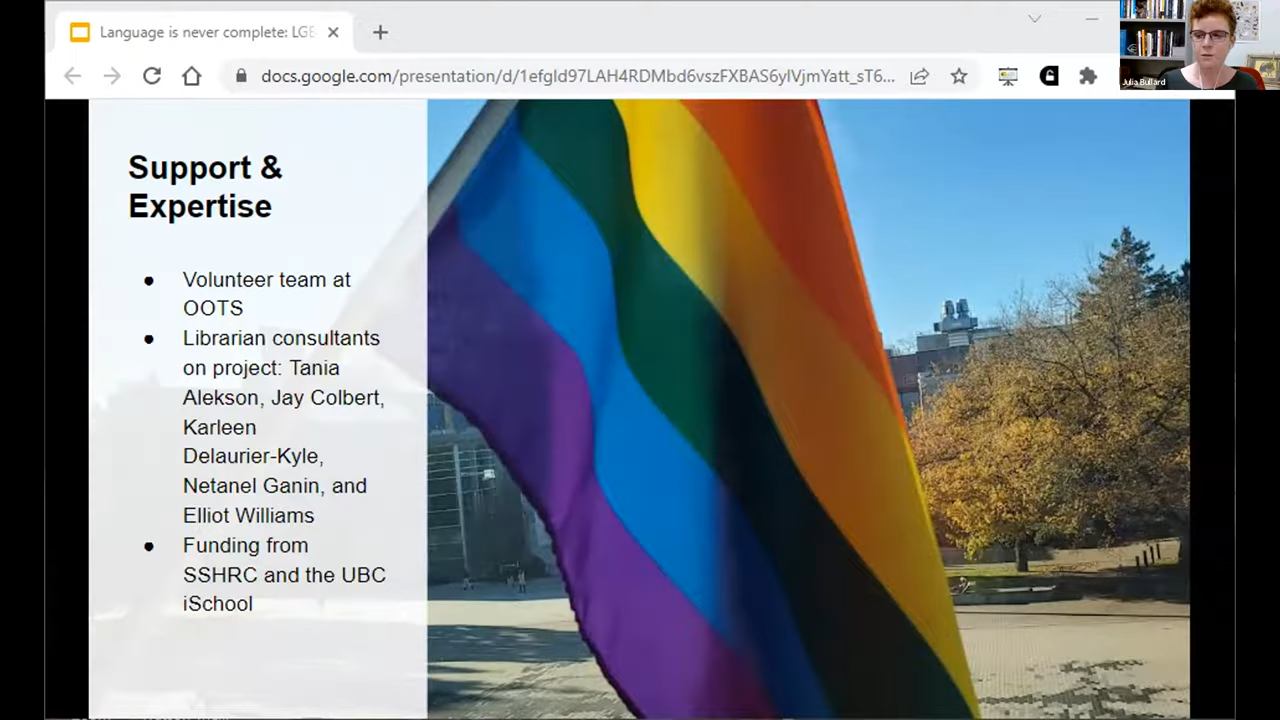 Language is never complete: LGB
docs.google.com/presentation/d/1efgId97LAH4RDMbd6vszFXBAS6yIVjmYatt_sT6...
Julia Bullard
Support &
Expertise
● Volunteer team at
OOTS
● Librarian consultants
on project: Tania
Alekson, Jay Colbert,
Karleen
Delaurier-Kyle,
Netanel Ganin, and
Elliot Williams
● Funding from
SSHRC and the UBC
iSchool